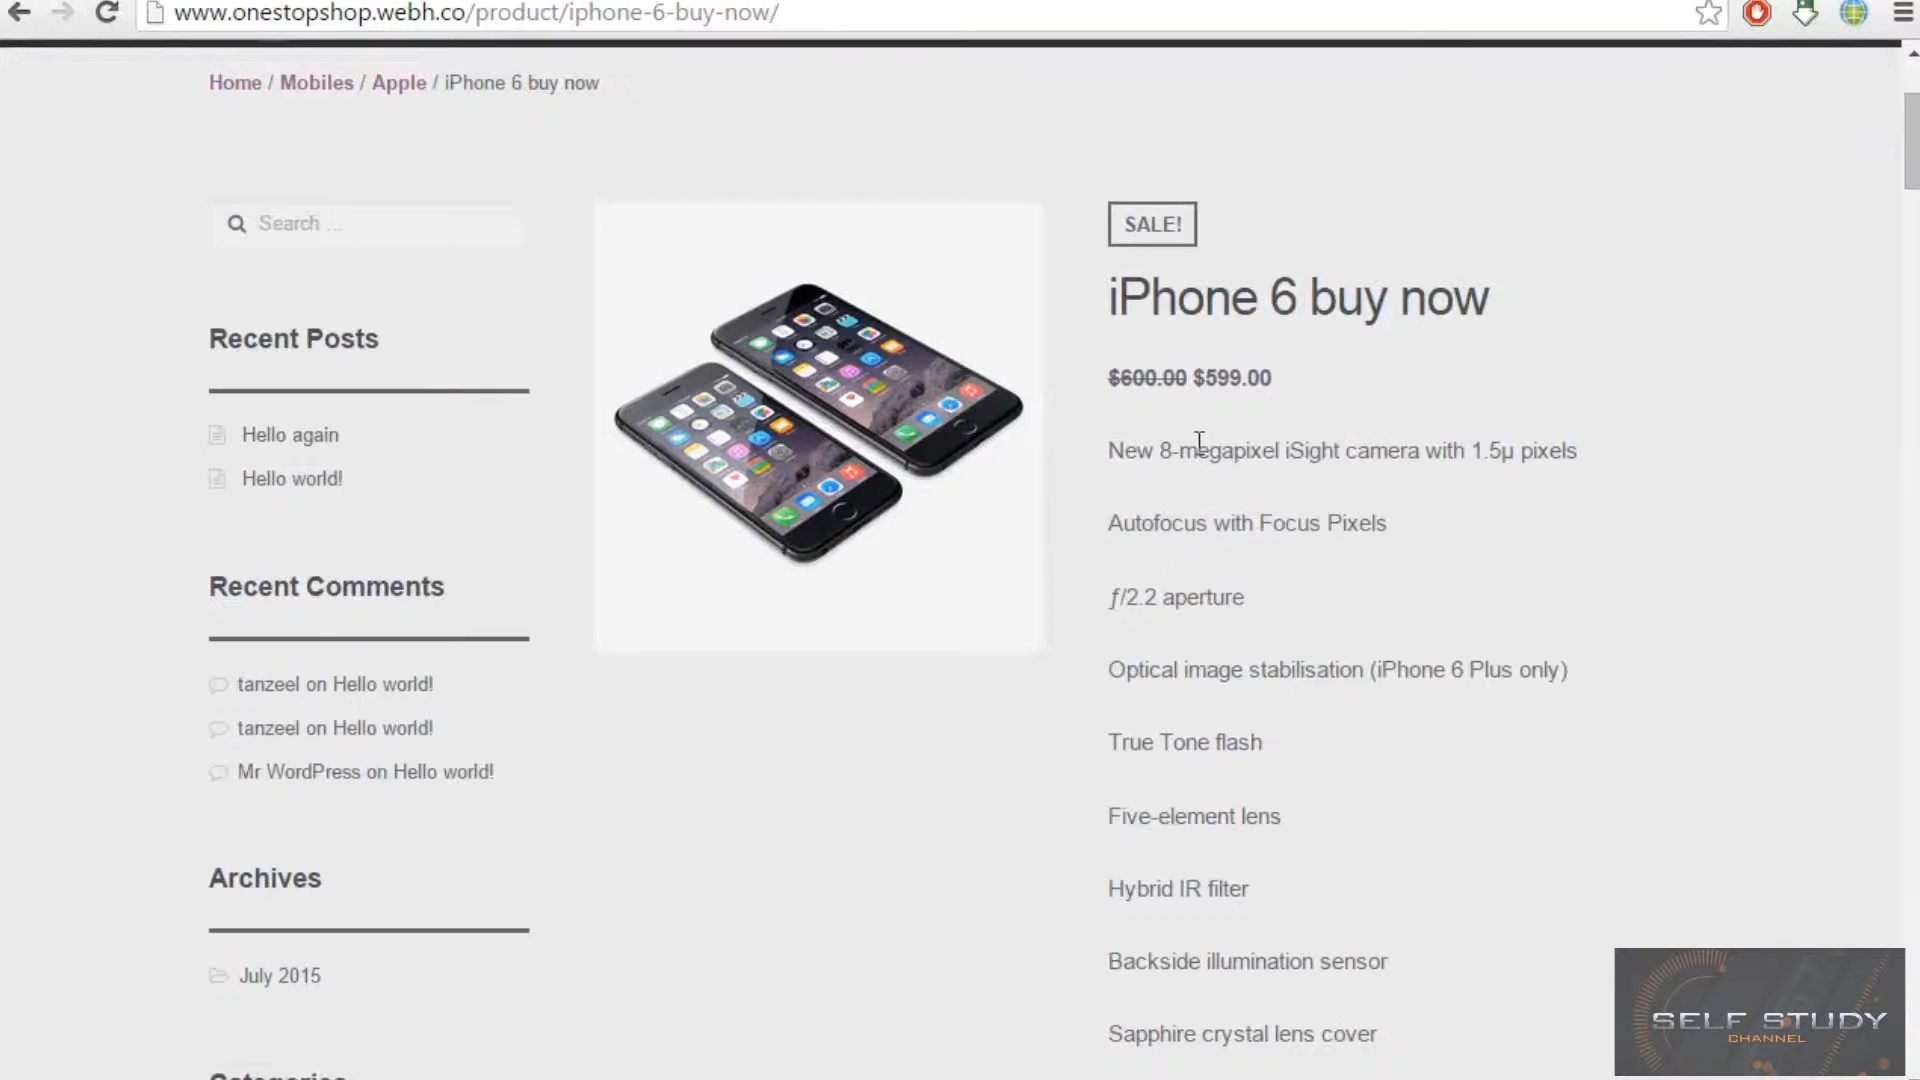 www.onestopshop.webh.co/product/iphone-6-buy-now/
Home / Mobiles / Apple / iPhone 6 buy now
Search ...
Recent Posts
Hello again
Hello world!
Recent Comments
tanzeel on Hello world!
tanzeel on Hello world!
Mr WordPress on Hello world!
Archives
July 2015
Categories
SALE!
iPhone 6 buy now
$600.00 $599.00
New 8-megapixel iSight camera with 1.5µ pixels
Autofocus with Focus Pixels
ƒ/2.2 aperture
Optical image stabilisation (iPhone 6 Plus only)
True Tone flash
Five-element lens
Hybrid IR filter
Backside illumination sensor
Sapphire crystal lens cover
SELF STUDY
CHANNEL